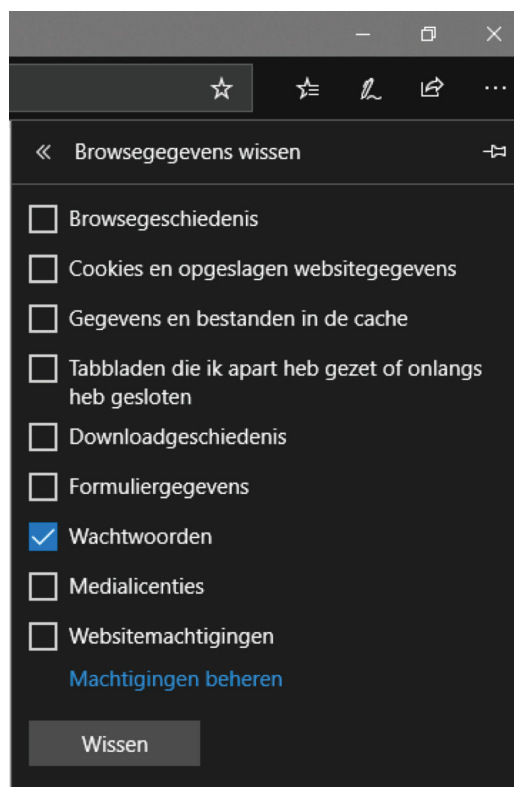 Browsegegevens wissen
Browsegeschiedenis
Cookies en opgeslagen websitegegevens
Gegevens en bestanden in de cache
Tabbladen die ik apart heb gezet of onlangs
heb gesloten
Downloadgeschiedenis
Formuliergegevens
Wachtwoorden
Medialicenties
Websitemachtigingen
Machtigingen beheren
Wissen